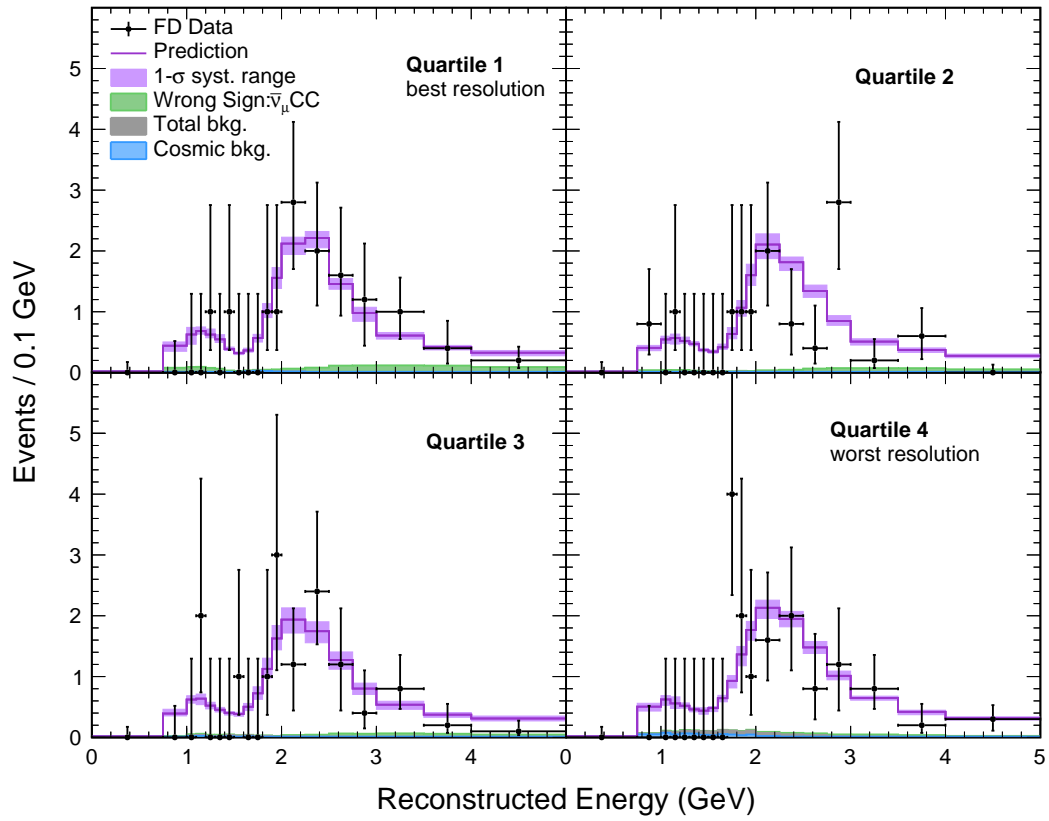 FD Data
Prediction
1-σ syst. range
Wrong Sign:ν̅μCC
Total bkg.
Cosmic bkg.
Quartile 1
best resolution
Quartile 2
Quartile 3
Quartile 4
worst resolution
Events / 0.1 GeV
5
4
3
2
1
0
5
4
3
2
1
0
0 1 2 3 4 0 1 2 3 4 5
Reconstructed Energy (GeV)